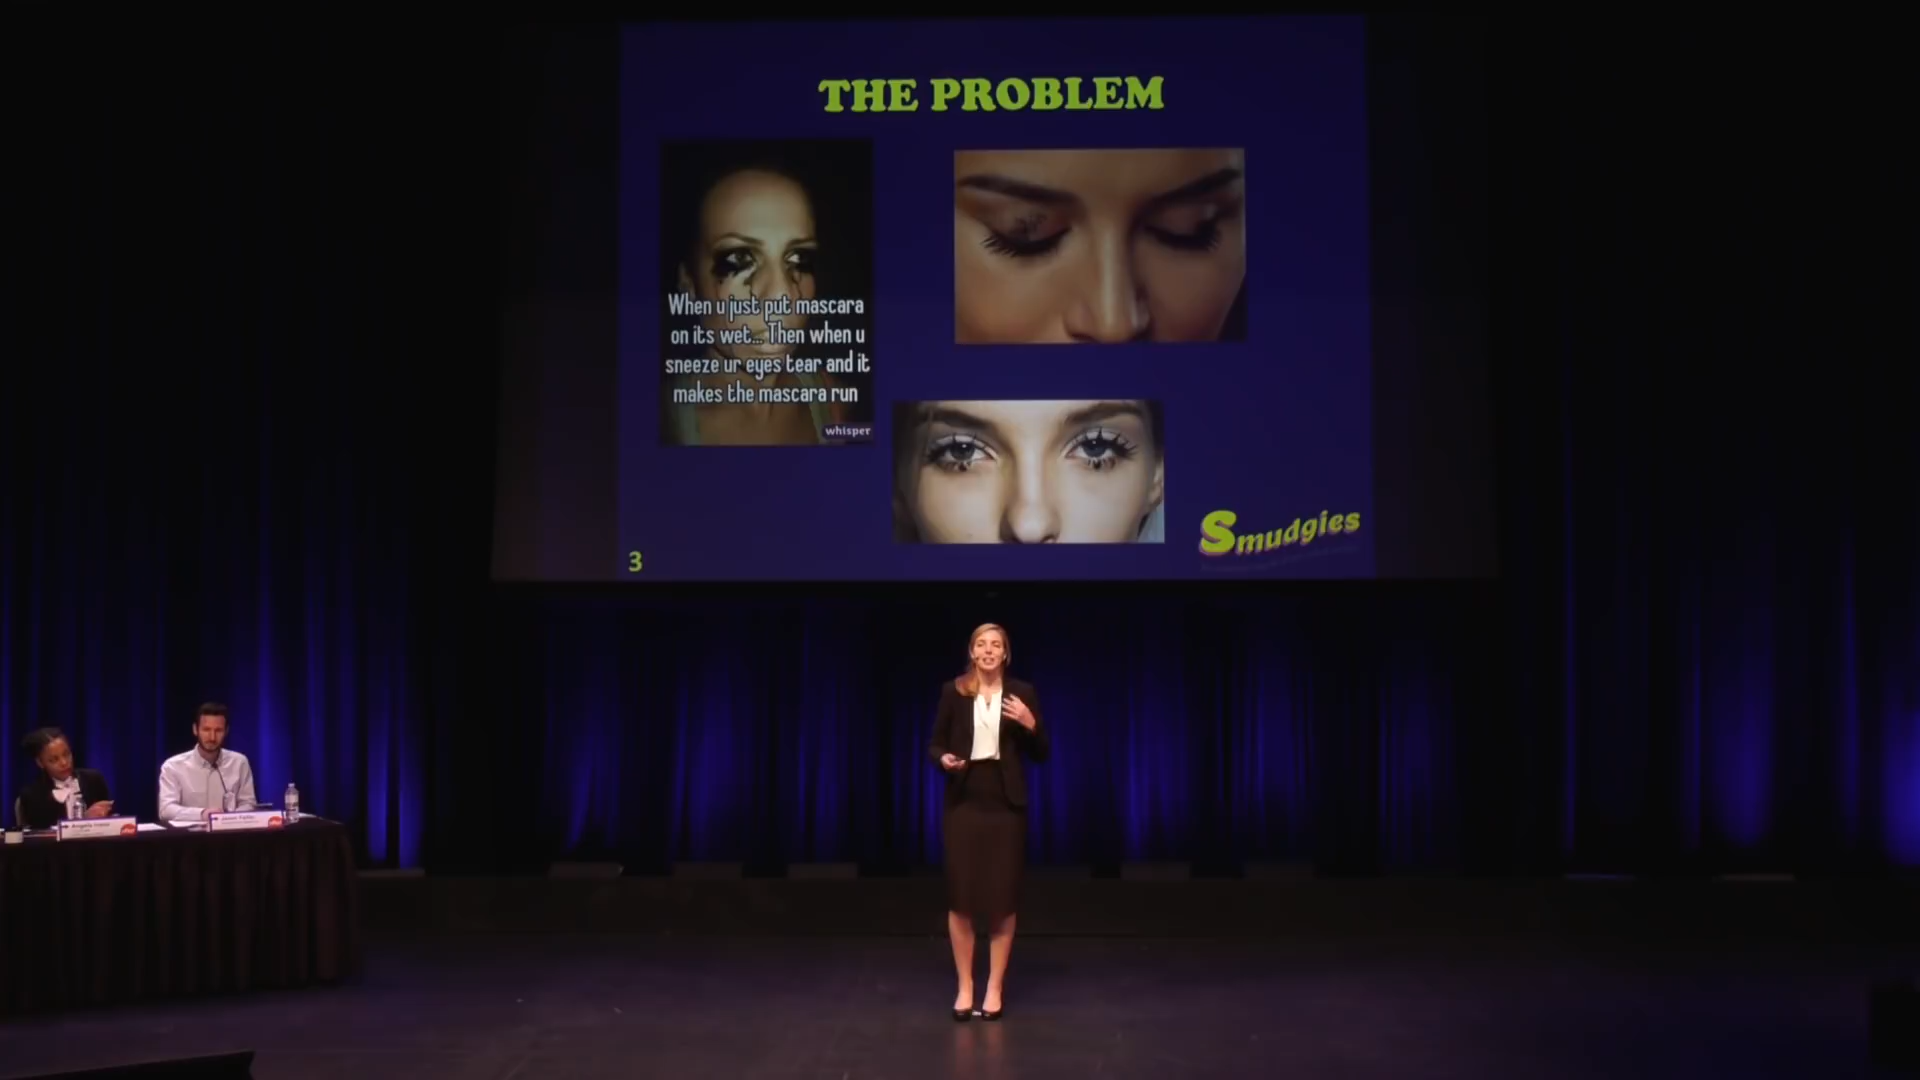 THE PROBLEM
When u just put mascara
on its wet... Then when u
sneeze ur eyes tear and it
makes the mascara run
whisper
Smudgies
3